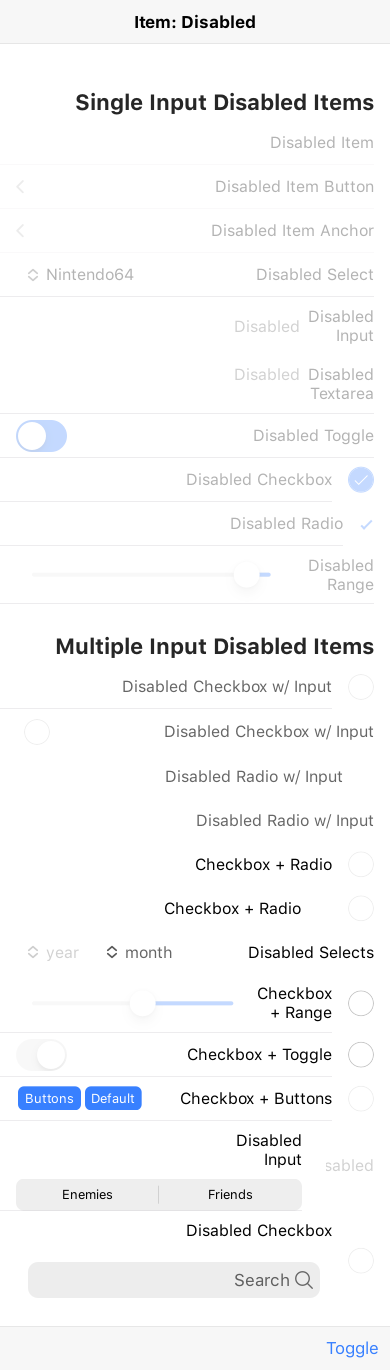 Item: Disabled
Single Input Disabled Items
Disabled Item
Disabled Item Button
Disabled Item Anchor
Disabled Select
Nintendo64
Disabled
Input
Disabled
Disabled
Textarea
Disabled
Disabled Toggle
Disabled Checkbox
Disabled Radio
Disabled
Range
Multiple Input Disabled Items
Disabled Checkbox w/ Input
Disabled Checkbox w/ Input
Disabled Radio w/ Input
Disabled Radio w/ Input
Checkbox + Radio
Checkbox + Radio
Disabled Selects
month
year
Checkbox
+ Range
Checkbox + Toggle
Checkbox + Buttons
Default
Buttons
Disabled
Input
sabled
Friends
Enemies
Disabled Checkbox
Search
Toggle